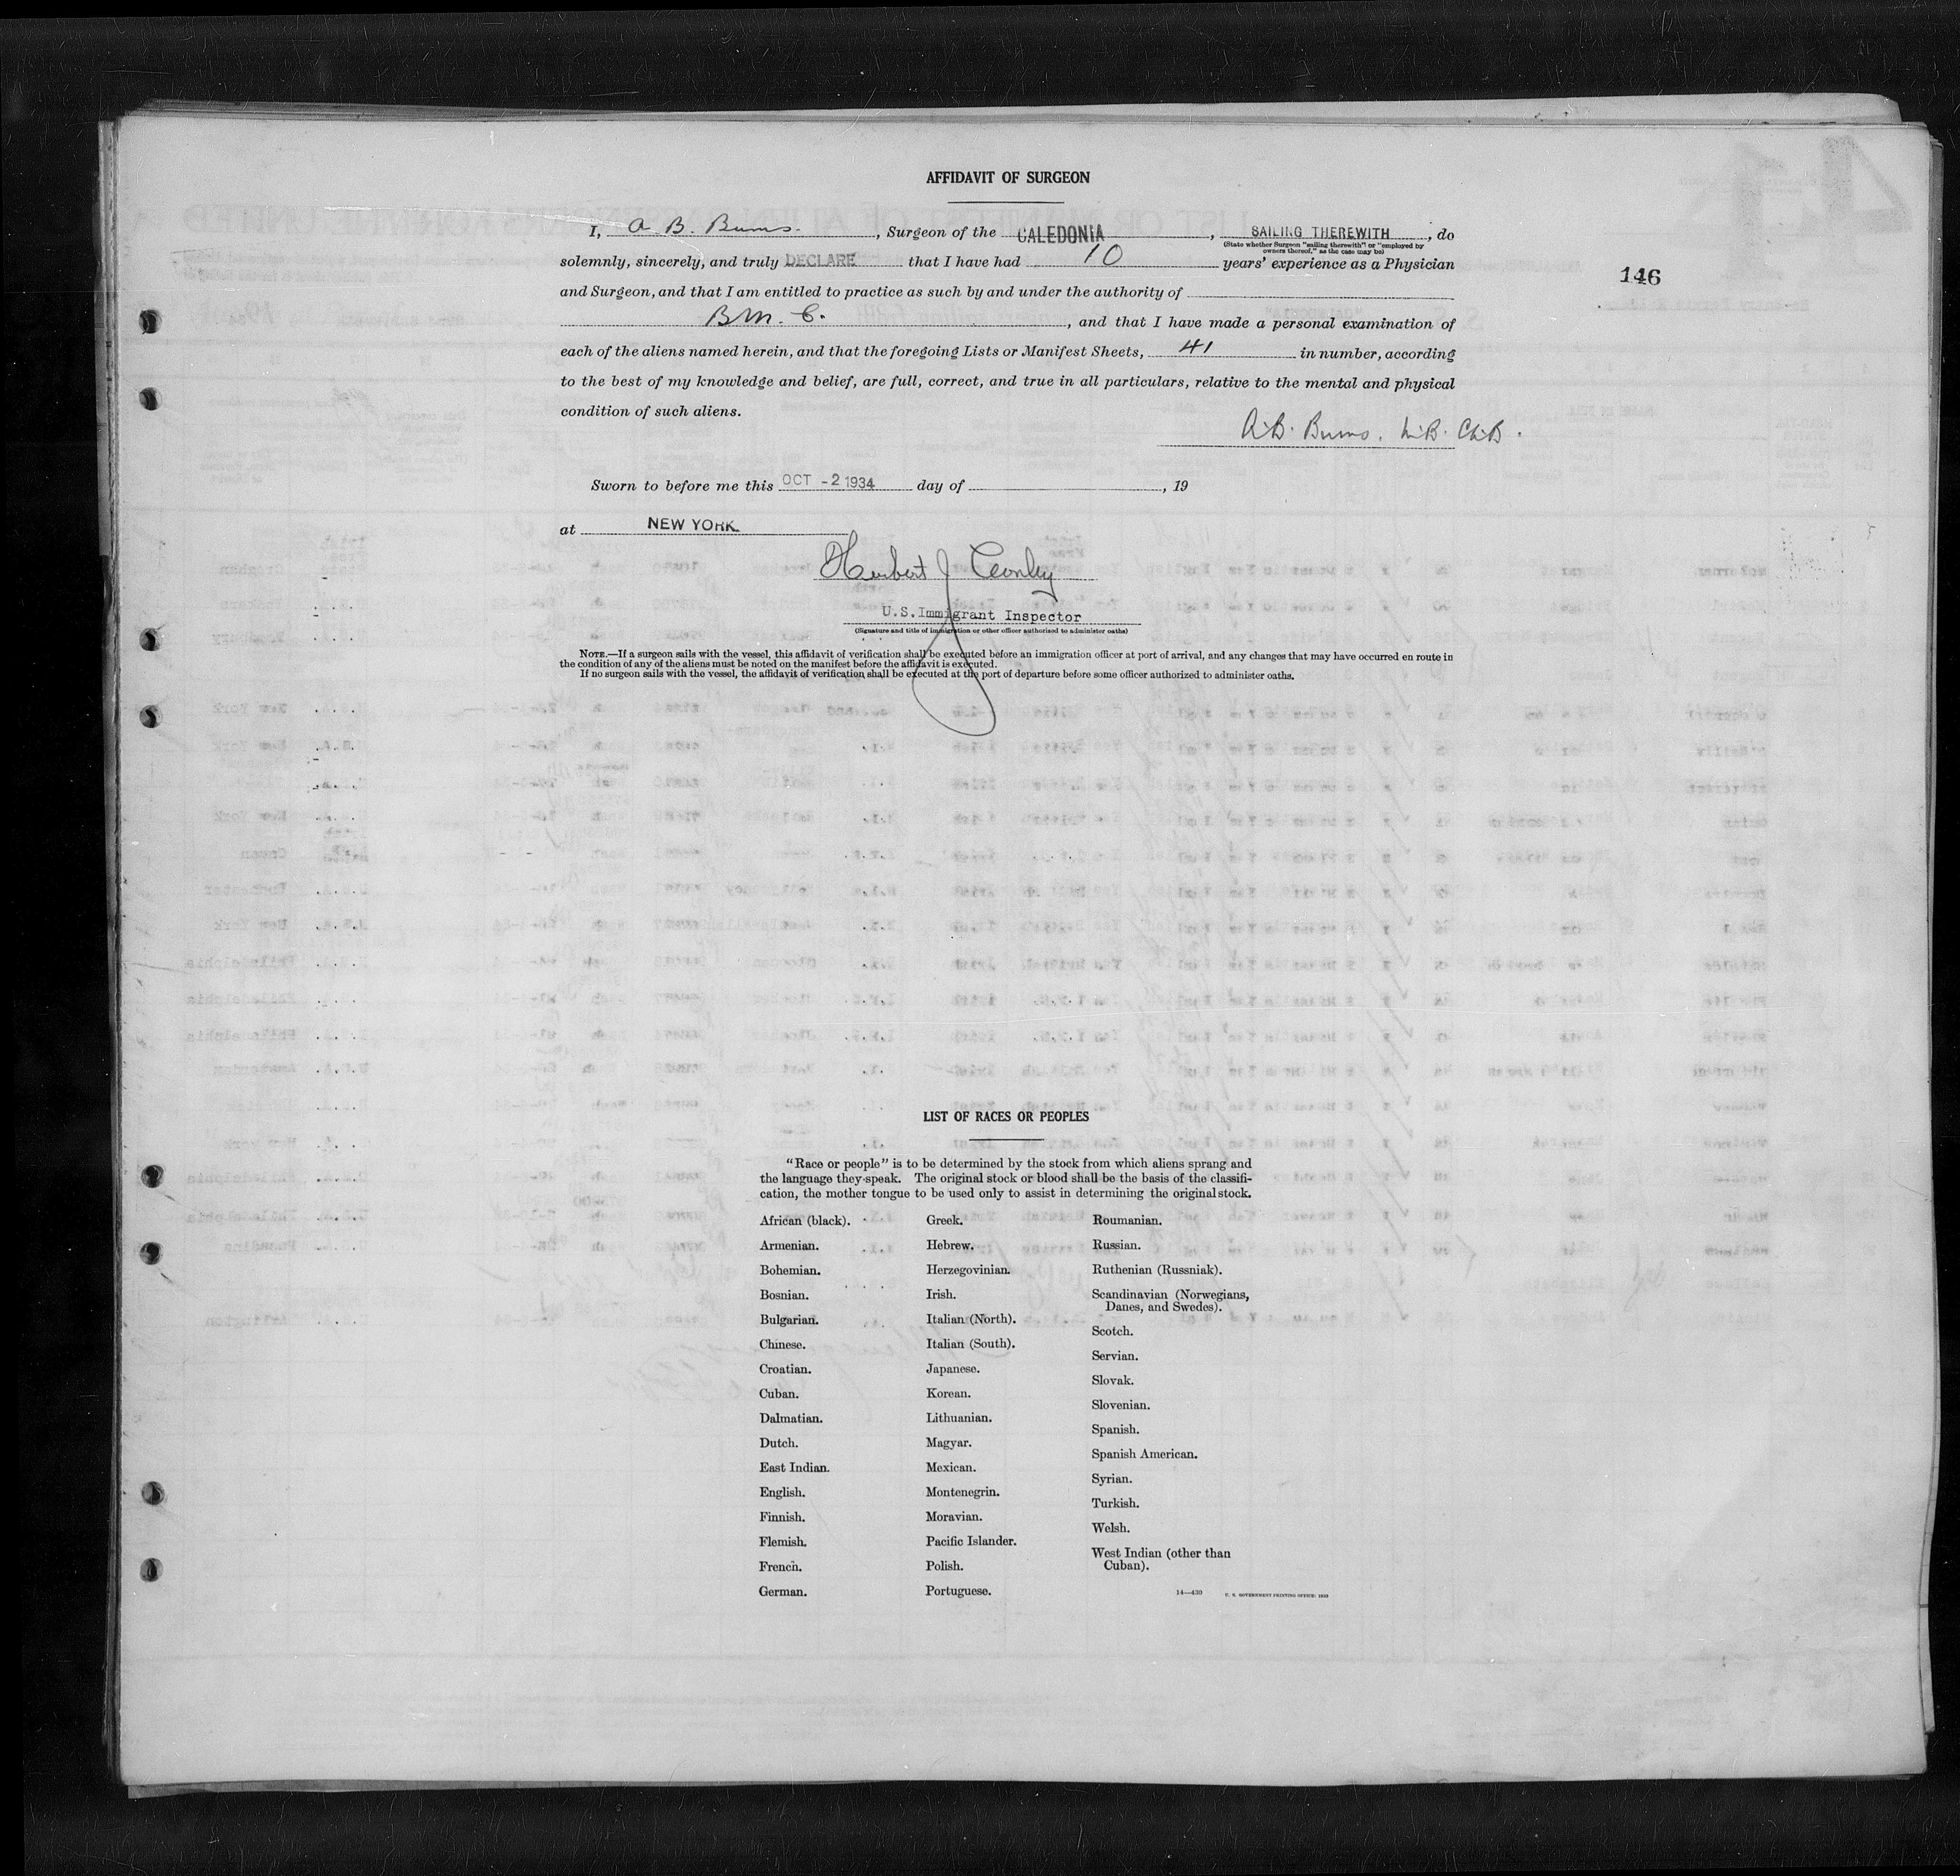 AFFIDAVIT OF SURGEON
I, A. B. Burns. , Surgeon of the CALEDONIA , SAILING THEREWITH , do
(State whether Surgeon "sailing therewith" or "employed by owners thereof," as the case may be)
solemnly, sincerely, and truly DECLARE that I have had 10 years' experience as a Physician
146
and Surgeon, and that I am entitled to practice as such by and under the authority of
B.M. C. , and that I have made a personal examination of
each of the aliens named herein, and that the foregoing Lists or Manifest Sheets, 41 in number, according
to the best of my knowledge and belief, are full, correct, and true in all particulars, relative to the mental and physical
condition of such aliens.
A.B. Burns. M.B. Ch.B.
Sworn to before me this OCT -2 1934 day of , 19
at NEW YORK
Herbert J
U.S. Immigrant Inspector
(Signature and title of immigration or other officer authorized to administer oaths)
NOTE.—If a surgeon sails with the vessel, this affidavit of verification shall be executed before an immigration officer at port of arrival, and any changes that may have occurred en route in
the condition of any of the aliens must be noted on the manifest before the affidavit is executed.
If no surgeon sails with the vessel, the affidavit of verification shall be executed at the port of departure before some officer authorized to administer oaths.
LIST OF RACES OR PEOPLES
"Race or people" is to be determined by the stock from which aliens sprang and
the language they speak. The original stock or blood shall be the basis of the classifi-
cation, the mother tongue to be used only to assist in determining the original stock.
African (black).
Armenian.
Bohemian.
Bosnian.
Bulgarian.
Chinese.
Croatian.
Cuban.
Dalmatian.
Dutch.
East Indian.
English.
Finnish.
Flemish.
French.
German.
Greek.
Hebrew.
Herzegovinian.
Irish.
Italian (North).
Italian (South).
Japanese.
Korean.
Lithuanian.
Magyar.
Mexican.
Montenegrin.
Moravian.
Pacific Islander.
Polish.
Portuguese.
Roumanian.
Russian.
Ruthenian (Russniak).
Scandinavian (Norwegians,
Danes, and Swedes).
Scotch.
Servian.
Slovak.
Slovenian.
Spanish.
Spanish American.
Syrian.
Turkish.
Welsh.
West Indian (other than
Cuban).
14—430 U. S. GOVERNMENT PRINTING OFFICE: